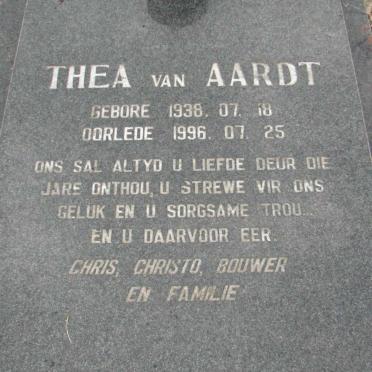 THEA VAN AARDT
GEBORE 1938. 07. 18
OORLEDE 1996. 07. 25
ONS SAL ALTYD U LIEFDE DEUR DIE
JARE ONTHOU, U STREWE VIR ONS
GELUK EN U SORGSAME TROU...
EN U DAARVOOR EER.
CHRIS, CHRISTO, BOUWER
EN FAMILIE